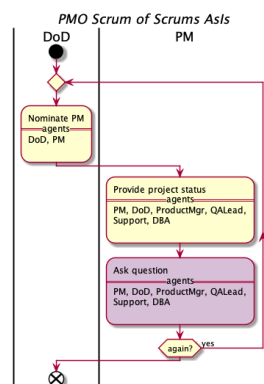 PMO Scrum of Scrums AsIs
DoD
PM
Nominate PM
agents
DoD, PM
Provide project status
agents
PM, DoD, ProductMgr, QALead,
Support, DBA
Ask question
agents
PM, DoD, ProductMgr, QALead,
Support, DBA
again?
yes